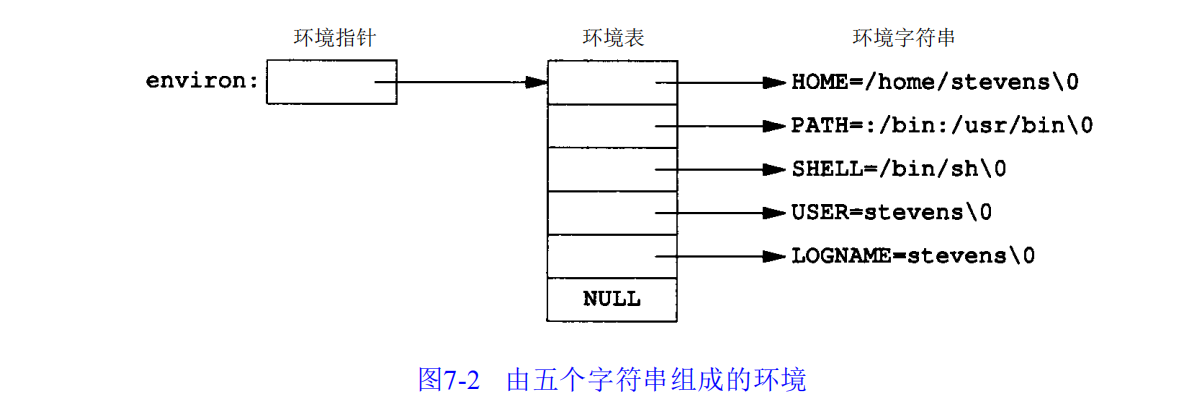 环境指针 环境表 环境字符串
environ: HOME=/home/stevens\0
PATH=:/bin:/usr/bin\0
SHELL=/bin/sh\0
USER=stevens\0
LOGNAME=stevens\0
NULL
图7-2 由五个字符串组成的环境